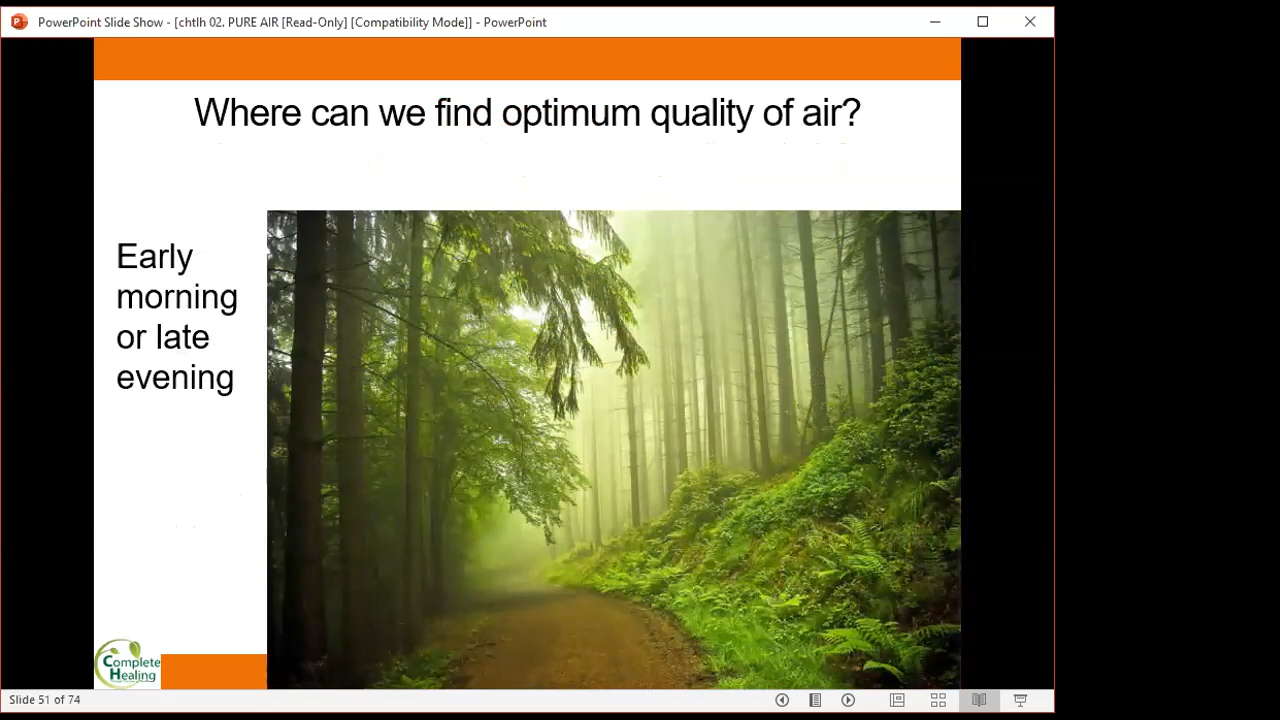 PowerPoint Slide Show - [chtlh 02. PURE AIR [Read-Only] [Compatibility Mode]] - PowerPoint
Where can we find optimum quality of air?
Early
morning
or late
evening
Complete
Healing
Slide 51 of 74